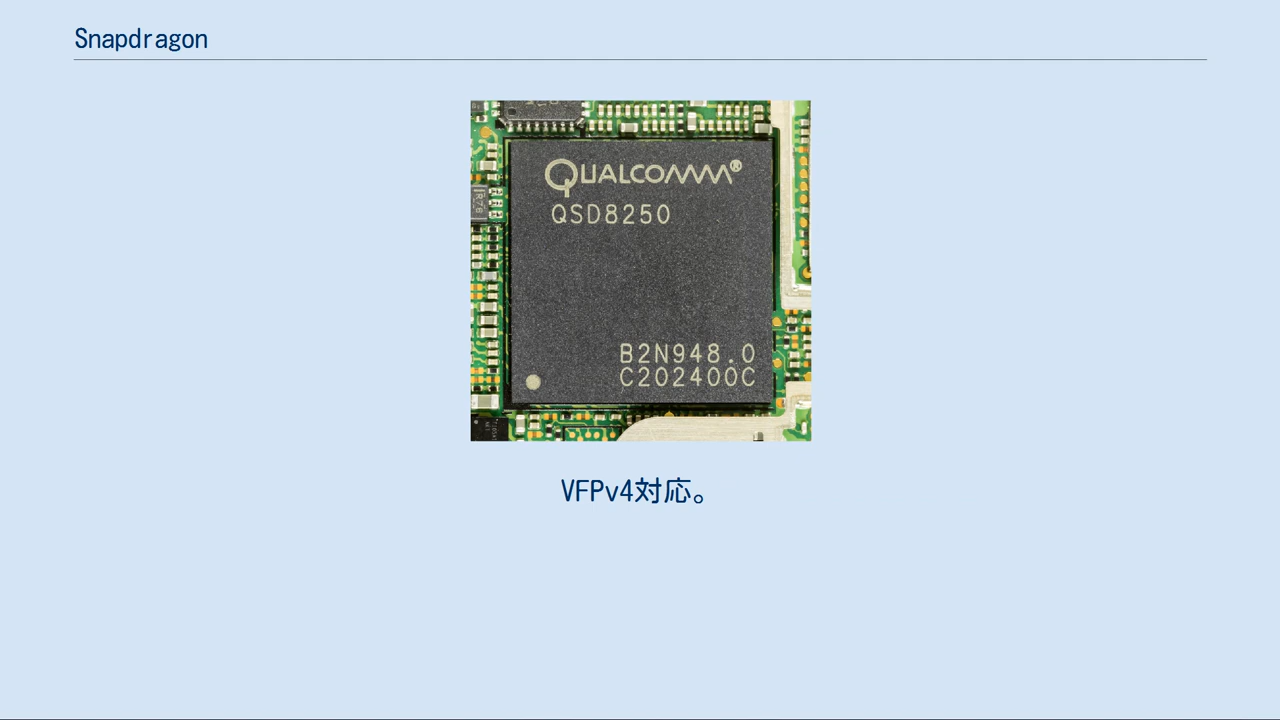 Snapdragon
QUALCOMM®
QSD8250
B2N948.0
C202400C
VFPv4対応。